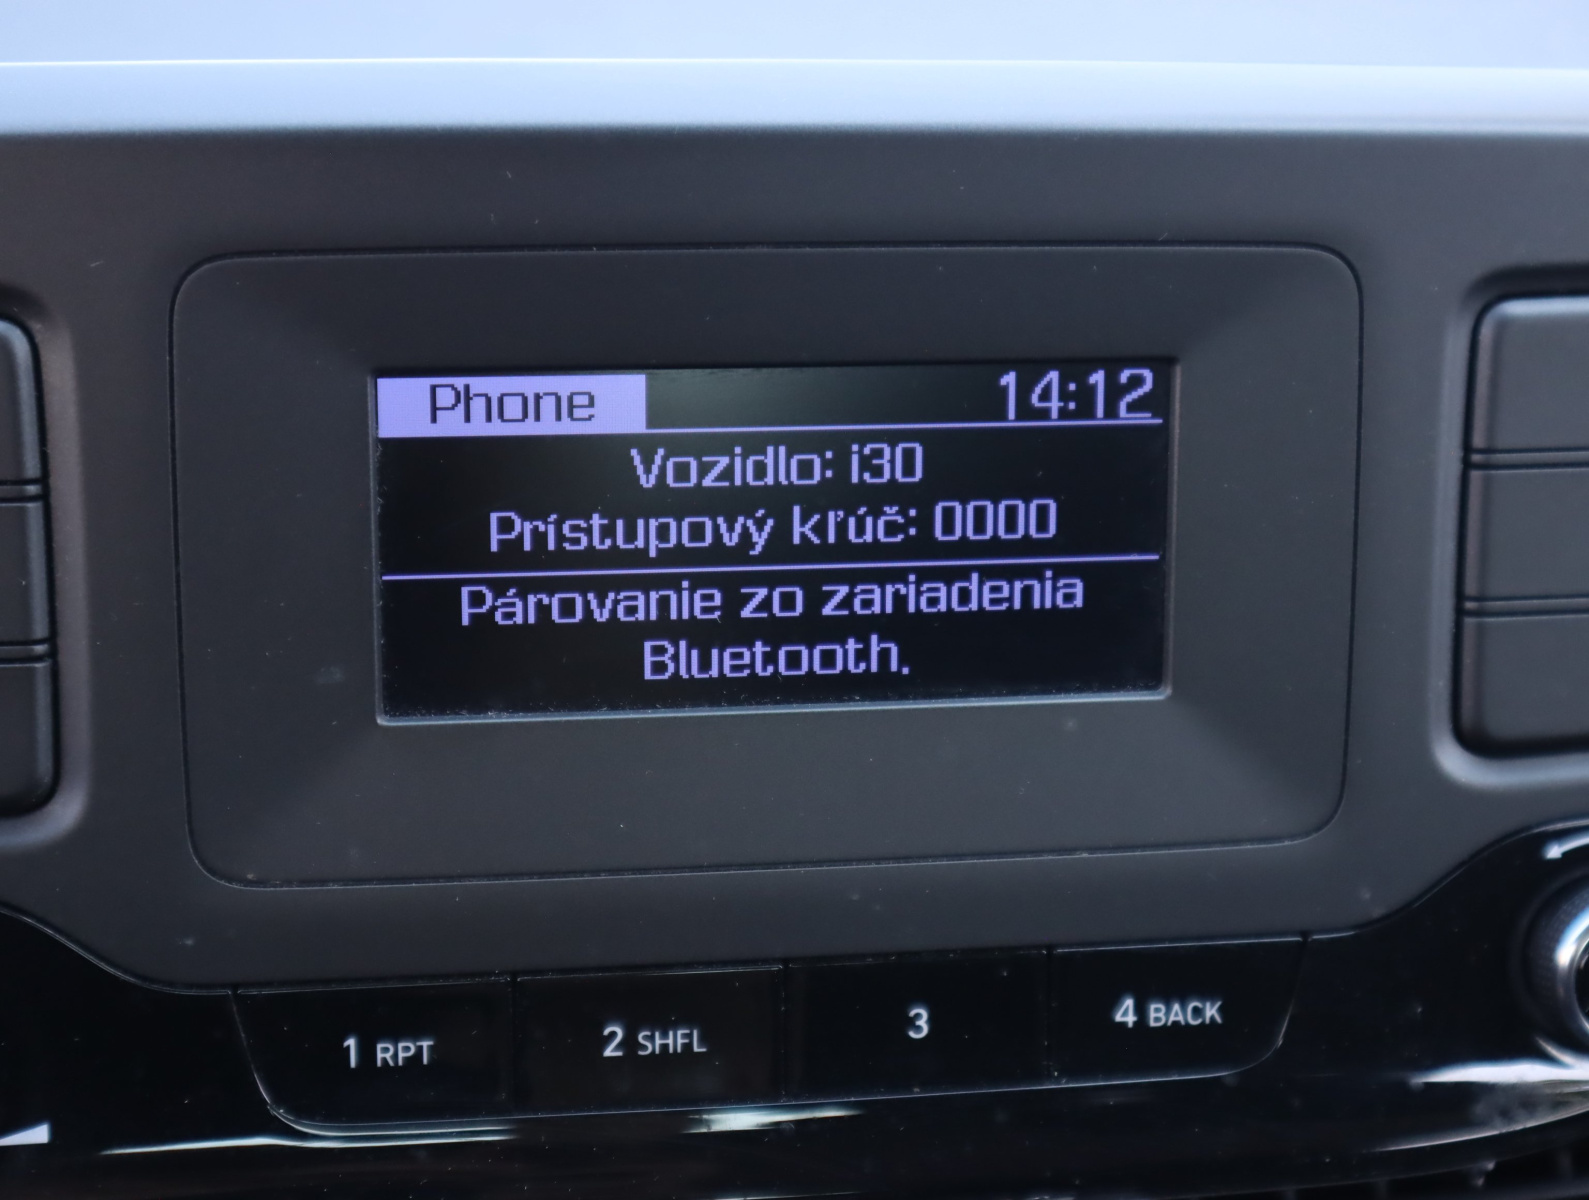 Phone 14:12
Vozidlo: i30
Prístupový kľúč: 0000
Párovanie zo zariadenia
Bluetooth.
1 RPT 2 SHFL 3 4 BACK